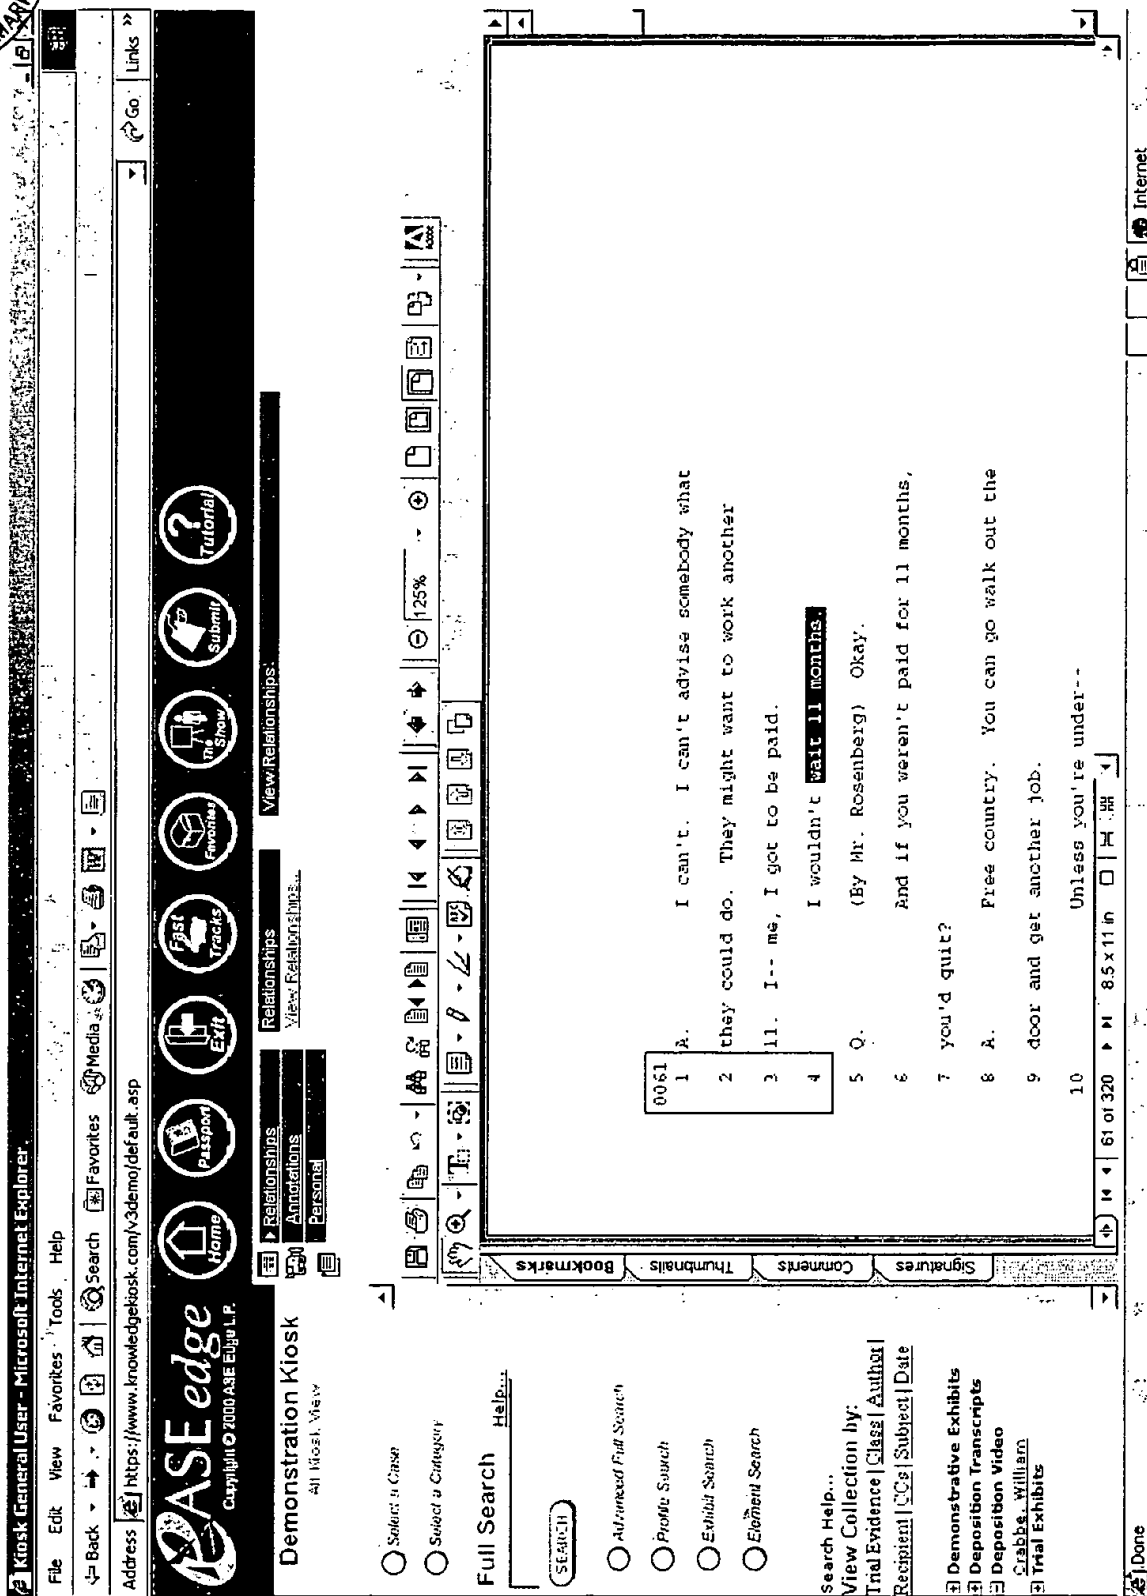 Kiosk General User - Microsoft Internet Explorer
File Edit View Favorites Tools Help
Back Search Favorites Media
Address https://www.knowledgekiosk.com/v3demo/default.asp Go Links »
CASE edge
Copyright © 2000 ASE Edge L.P.
Home
Passport
Exit
Fast Tracks
Favorites
The Show
Submit
? Tutorial
Demonstration Kiosk
All Kiosk View
Relationships
Annotations
Personal
Relationships
View Relationships...
View Relationships:
Select a Case
Select a Category
Full Search Help...
SEARCH
Advanced Full Search
Profile Search
Exhibit Search
Element Search
Search Help...
View Collection by:
Trial Evidence | Class | Author |
Recipient | CCs | Subject | Date
Demonstrative Exhibits
Deposition Transcripts
Deposition Video
Crabbe, William
Trial Exhibits
125%
Adobe
Bookmarks
Thumbnails
Comments
Signatures
0061
1 A. I can't. I can't advise somebody what
2 they could do. They might want to work another
3 11. I-- me, I got to be paid.
4 I wouldn't wait 11 months.
5 Q. (By Mr. Rosenberg) Okay.
6 And if you weren't paid for 11 months,
7 you'd quit?
8 A. Free country. You can go walk out the
9 door and get another job.
10 Unless you're under--
61 of 320 8.5 x 11 in
Done Internet